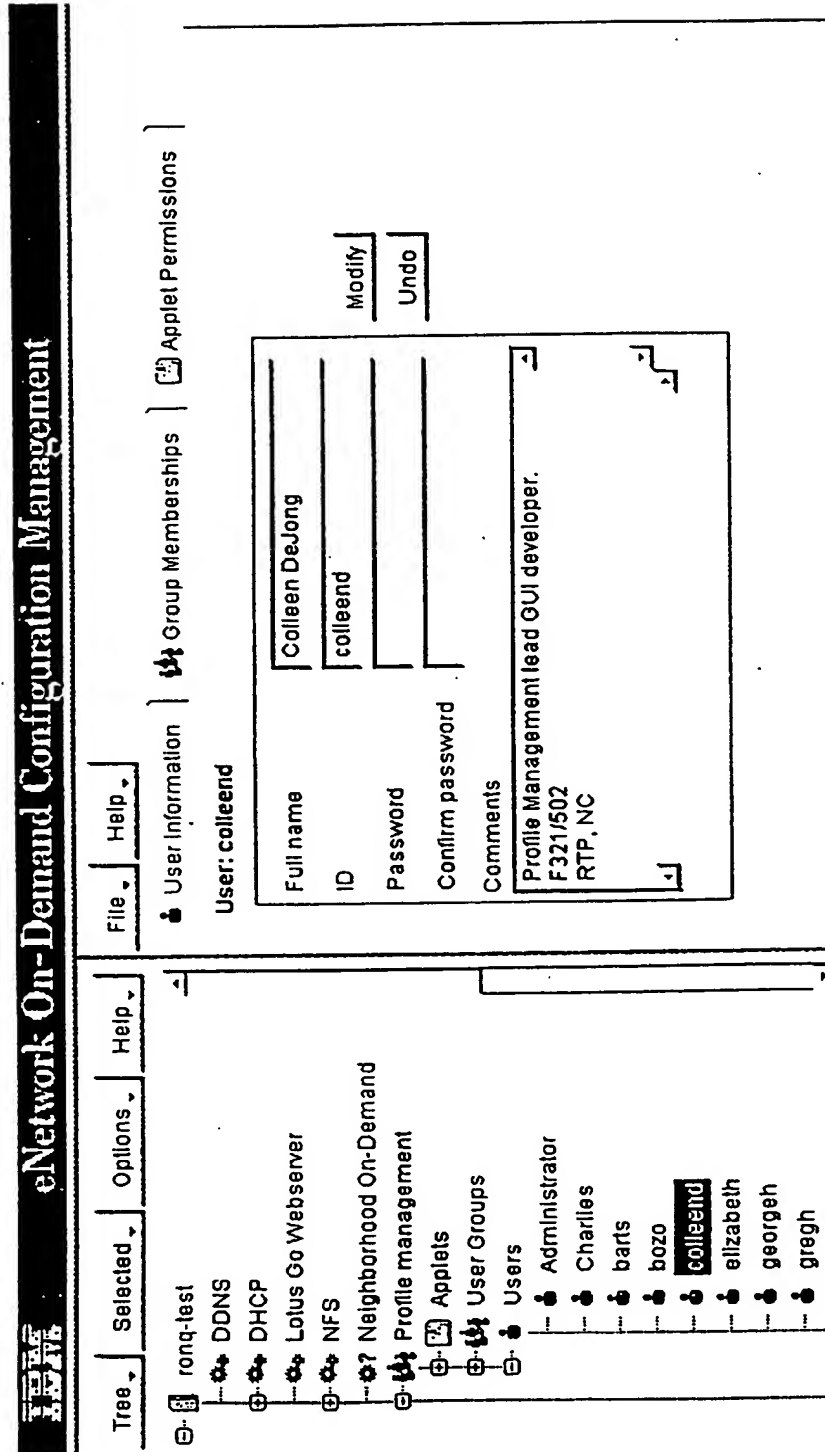 IBM
eNetwork On-Demand Configuration Management
Tree
Selected
Options
Help
ronq-test
DDNS
DHCP
Lotus Go Webserver
NFS
? Neighborhood On-Demand
Profile management
Applets
User Groups
Users
Administrator
Charlies
barts
bozo
colleend
elizabeth
georgeh
gregh
File
Help
User Information
Group Memberships
Applet Permissions
User: colleend
Full name
Colleen DeJong
ID
colleend
Password
Confirm password
Modify
Undo
Comments
Profile Management lead GUI developer.
F321/502
RTP, NC